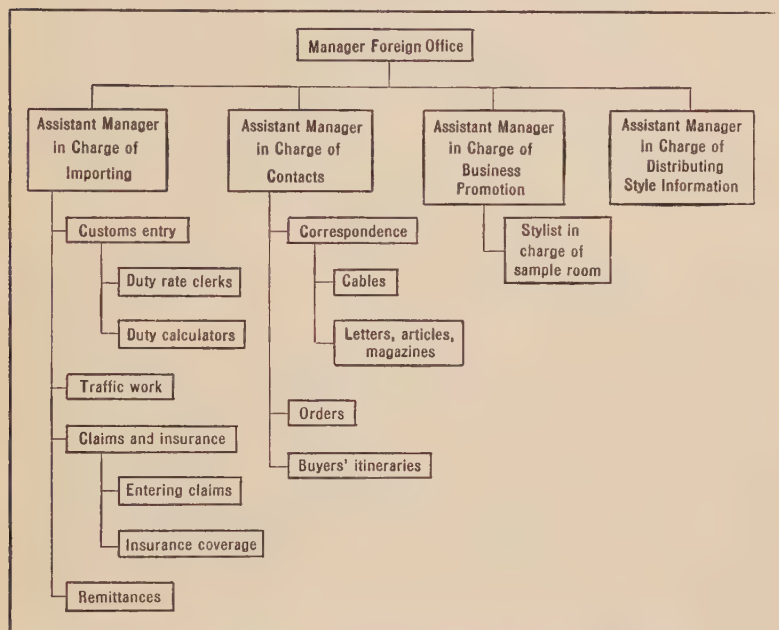 Manager Foreign Office
Assistant Manager
in Charge of
Importing
Assistant Manager
in Charge of
Contacts
Assistant Manager
in Charge of
Business
Promotion
Assistant Manager
in Charge of
Distributing
Style Information
Customs entry
Duty rate clerks
Duty calculators
Traffic work
Claims and insurance
Entering claims
Insurance coverage
Remittances
Correspondence
Cables
Letters, articles,
magazines
Orders
Buyers' itineraries
Stylist in
charge of
sample room